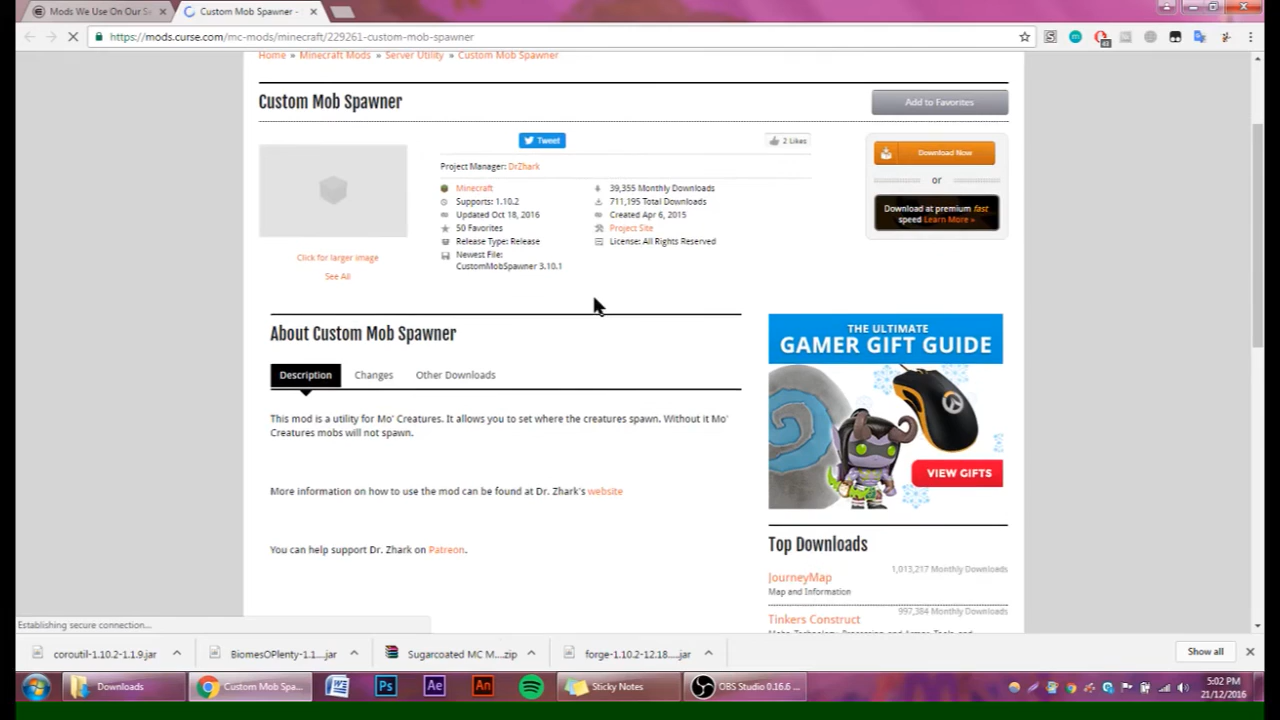 Mods We Use On Our Se
Custom Mob Spawner -
https://mods.curse.com/mc-mods/minecraft/229261-custom-mob-spawner
Home » Minecraft Mods » Server Utility » Custom Mob Spawner
Custom Mob Spawner
Add to Favorites
Tweet
2 Likes
Project Manager: DrZhark
Minecraft
39,355 Monthly Downloads
Supports: 1.10.2
711,195 Total Downloads
Updated Oct 18, 2016
Created Apr 6, 2015
50 Favorites
Project Site
Release Type: Release
License: All Rights Reserved
Newest File:
CustomMobSpawner 3.10.1
Click for larger image
See All
Download Now
or
Download at premium fast
speed Learn More »
About Custom Mob Spawner
Description
Changes
Other Downloads
This mod is a utility for Mo' Creatures. It allows you to set where the creatures spawn. Without it Mo'
Creatures mobs will not spawn.
More information on how to use the mod can be found at Dr. Zhark's website
You can help support Dr. Zhark on Patreon.
THE ULTIMATE
GAMER GIFT GUIDE
VIEW GIFTS
Top Downloads
JourneyMap
1,013,217 Monthly Downloads
Map and Information
Tinkers Construct
997,384 Monthly Downloads
Establishing secure connection...
coroutil-1.10.2-1.1.9.jar
BiomesOPlenty-1.1....jar
Sugarcoated MC M....zip
forge-1.10.2-12.18....jar
Show all
Downloads
Custom Mob Spa...
Ps
Ae
An
Sticky Notes
OBS Studio 0.16.6 ...
5:02 PM
21/12/2016